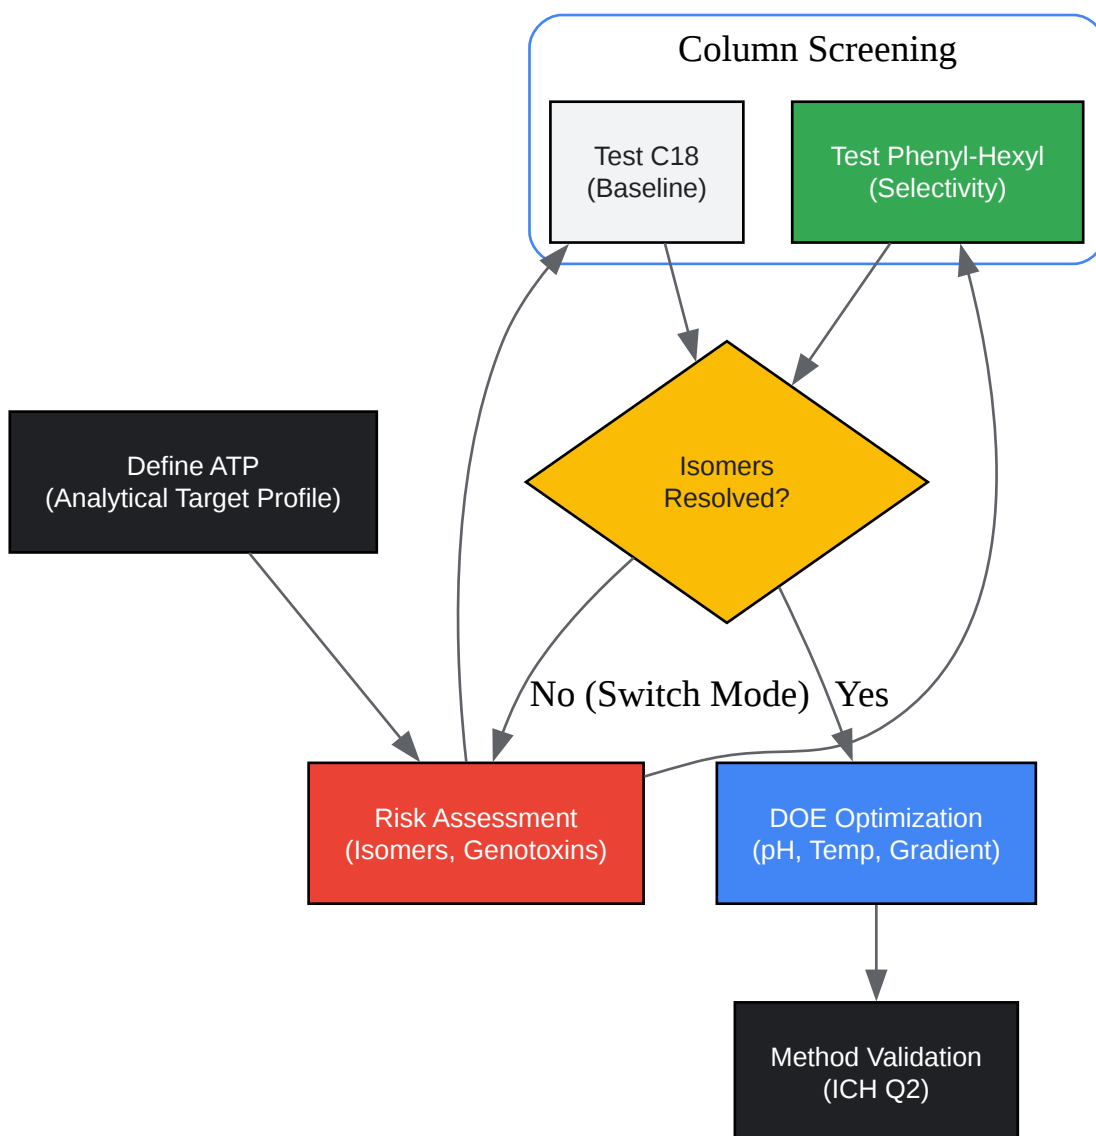 Column Screening
Test C18
(Baseline)
Test Phenyl-Hexyl
(Selectivity)
Define ATP
(Analytical Target Profile)
Isomers
Resolved?
No (Switch Mode)
Yes
Risk Assessment
(Isomers, Genotoxins)
DOE Optimization
(pH, Temp, Gradient)
Method Validation
(ICH Q2)